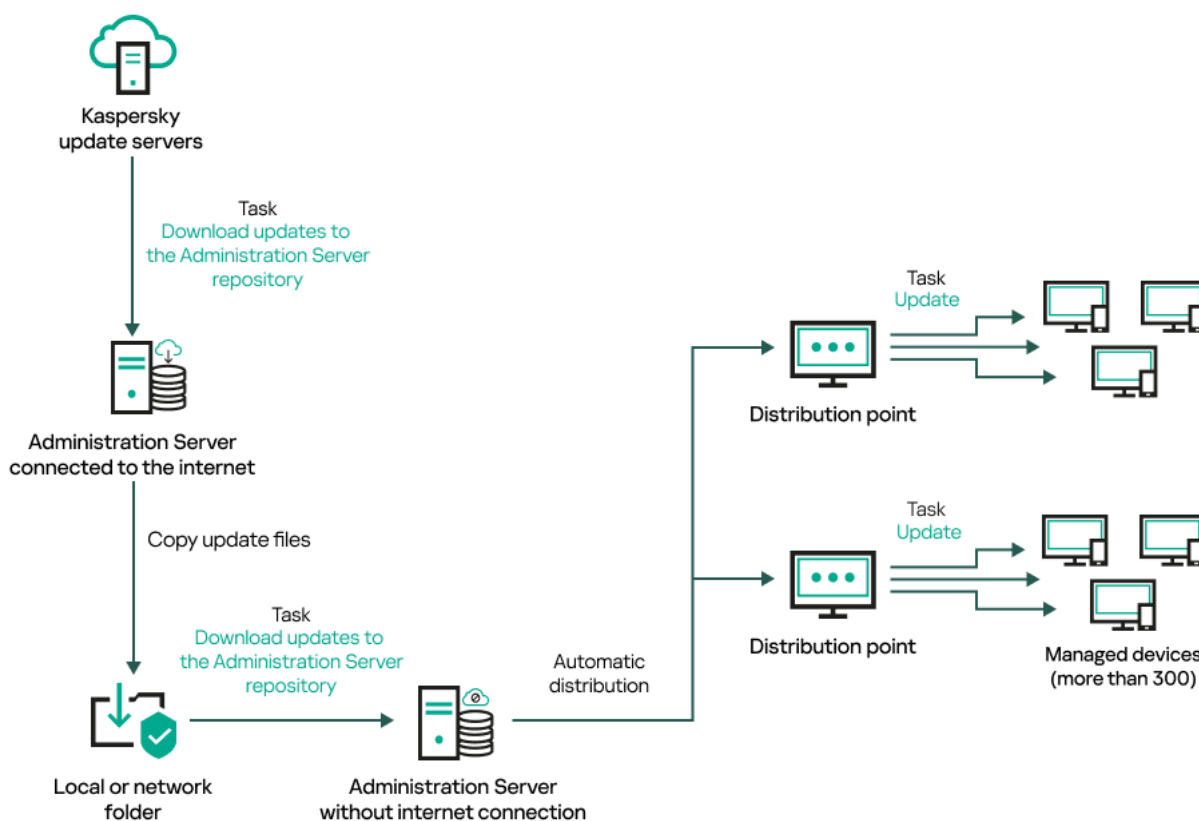 Kaspersky
update servers
Task
Download updates to
the Administration Server
repository
Administration Server
connected to the internet
Copy update files
Task
Download updates to
the Administration Server
repository
Local or network
folder
Administration Server
without internet connection
Automatic
distribution
Task
Update
Distribution point
Task
Update
Distribution point
Managed devices
(more than 300)